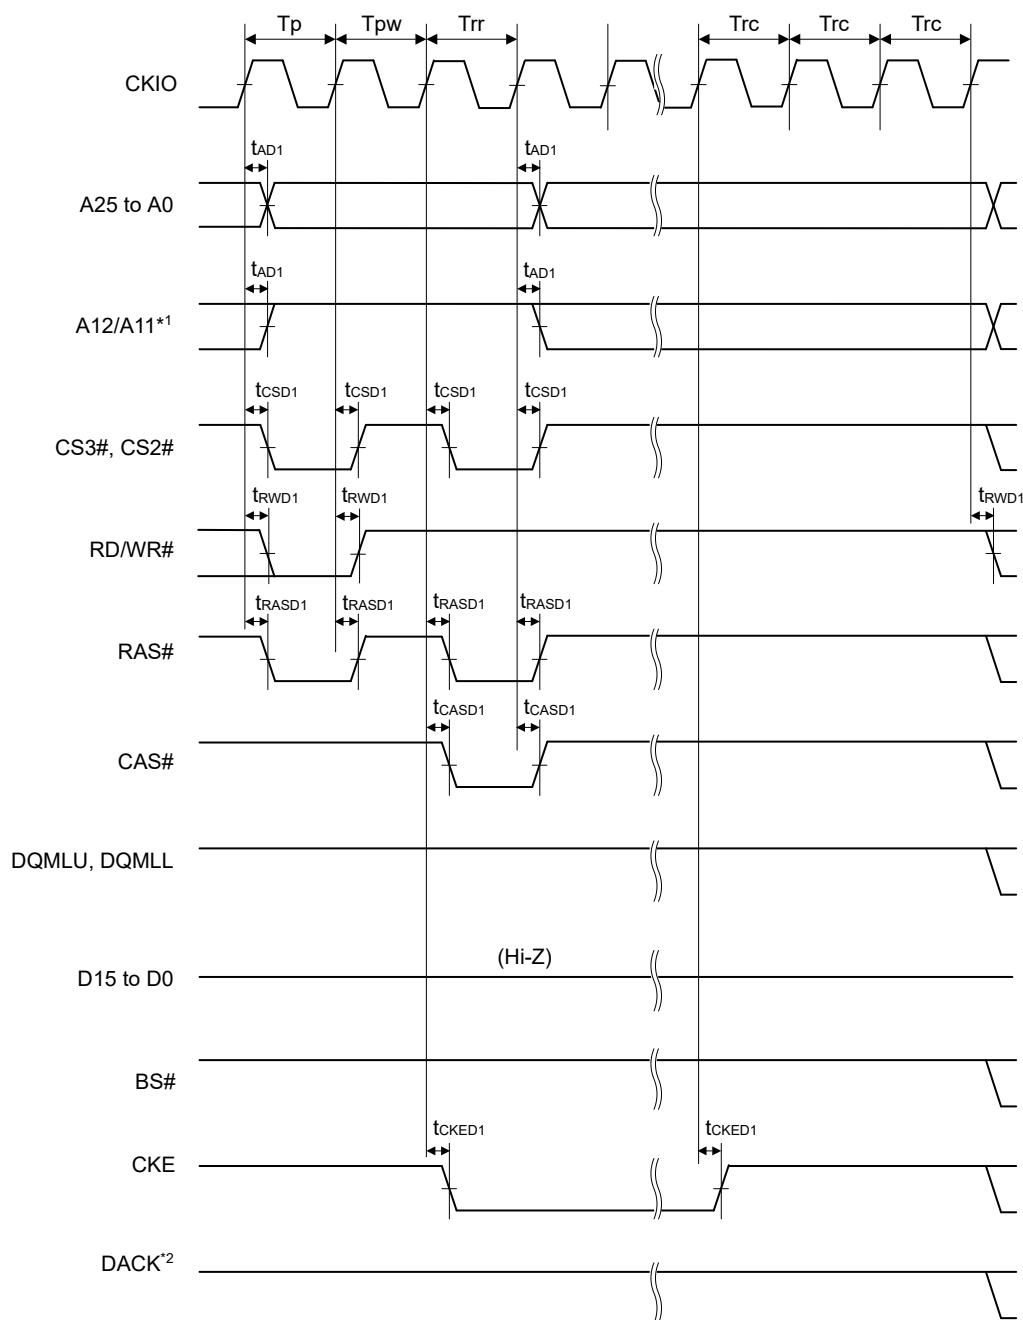 Tp Tpw Trr Trc Trc Trc
CKIO
tAD1 tAD1
A25 to A0
tAD1 tAD1
A12/A11*1
tCSD1 tCSD1 tCSD1 tCSD1
CS3#, CS2#
tRWD1 tRWD1 tRWD1
RD/WR#
tRASD1 tRASD1 tRASD1 tRASD1
RAS#
tCASD1 tCASD1
CAS#
DQMLU, DQMLL
(Hi-Z)
D15 to D0
BS#
tCKED1 tCKED1
CKE
DACK*2